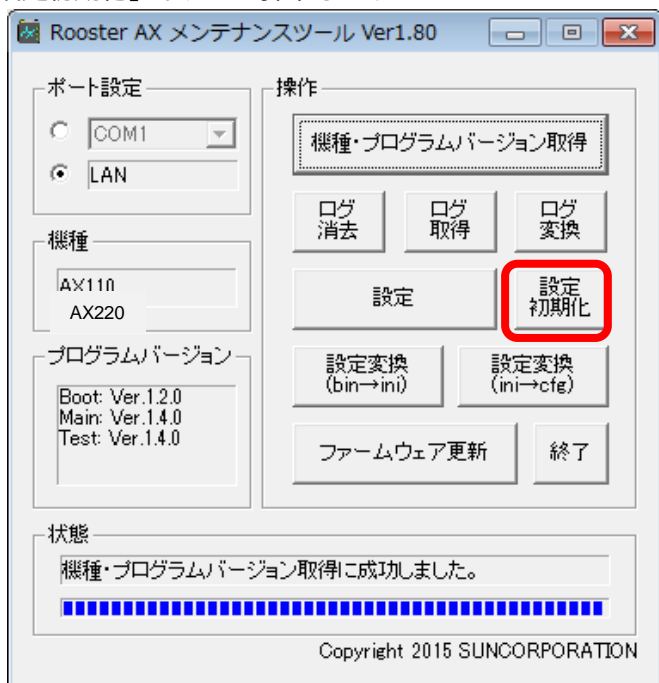 Rooster AX メンテナンスツール Ver1.80
ポート設定
COM1
LAN
機種
AX110
AX220
プログラムバージョン
Boot: Ver.1.2.0
Main: Ver.1.4.0
Test: Ver.1.4.0
操作
機種・プログラムバージョン取得
ログ
消去
ログ
取得
ログ
変換
設定
設定
初期化
設定変換
(bin→ini)
設定変換
(ini→cfg)
ファームウェア更新
終了
状態
機種・プログラムバージョン取得に成功しました。
Copyright 2015 SUNCORPORATION